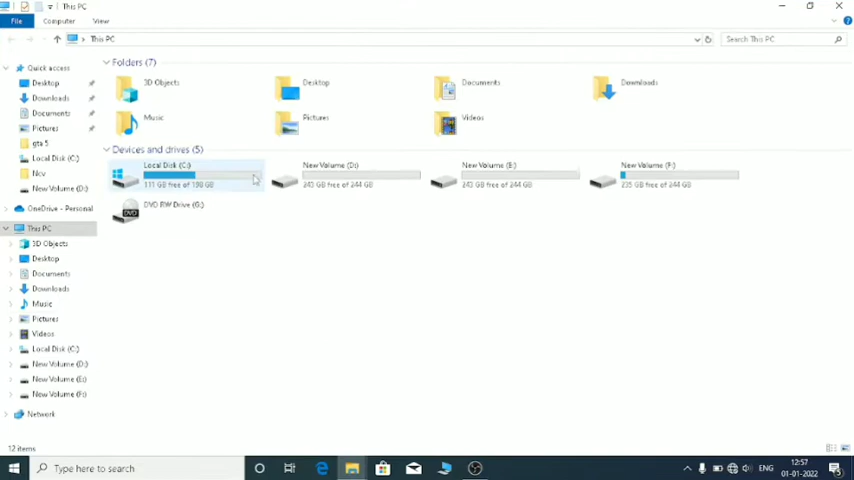 This PC
File
Computer
View
This PC
Search This PC
Quick access
Desktop
Downloads
Documents
Pictures
gta 5
Local Disk (C:)
Ncv
New Volume (D:)
OneDrive - Personal
This PC
3D Objects
Desktop
Documents
Downloads
Music
Pictures
Videos
Local Disk (C:)
New Volume (D:)
New Volume (E:)
New Volume (F:)
Network
Folders (7)
3D Objects
Desktop
Documents
Downloads
Music
Pictures
Videos
Devices and drives (5)
Local Disk (C:)
111 GB free of 198 GB
New Volume (D:)
243 GB free of 244 GB
New Volume (E:)
243 GB free of 244 GB
New Volume (F:)
235 GB free of 244 GB
DVD RW Drive (G:)
DVD
12 items
Type here to search
ENG
12:57
01-01-2022